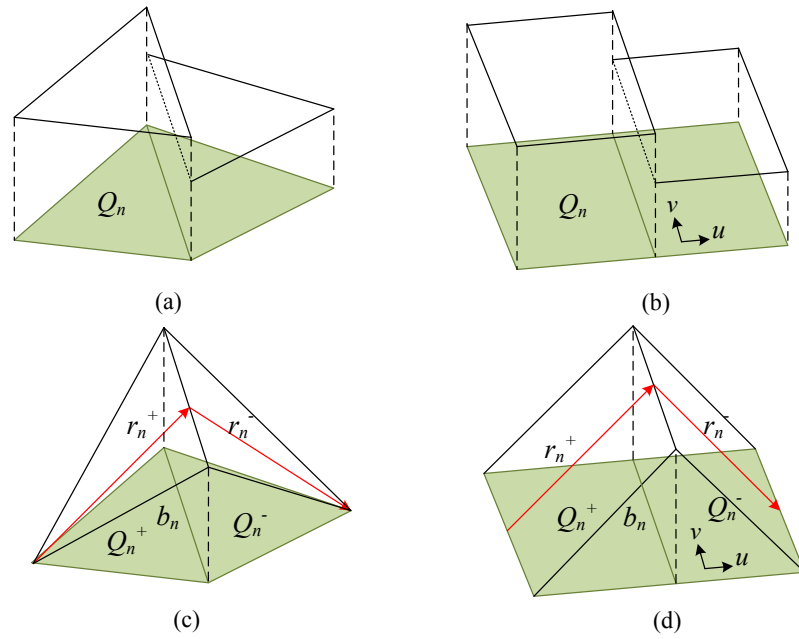 Qn
Qn
v
u
(a)
(b)
rn+
rn-
bn
Qn+
Qn-
rn+
rn-
Qn+
bn
Qn-
v
u
(c)
(d)